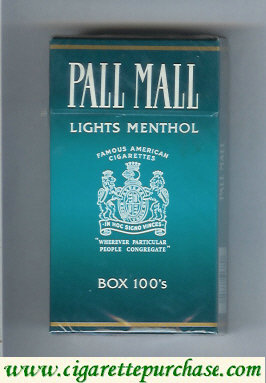 PALL MALL
LIGHTS MENTHOL
FAMOUS AMERICAN
CIGARETTES
IN HOC SIGNO VINCES
"WHEREVER PARTICULAR
PEOPLE CONGREGATE"
BOX 100's
www.cigarettepurchase.com